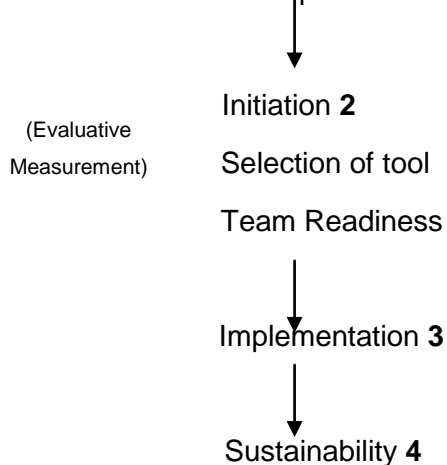 Initiation 2
(Evaluative
Measurement)
Selection of tool
Team Readiness
Implementation 3
Sustainability 4